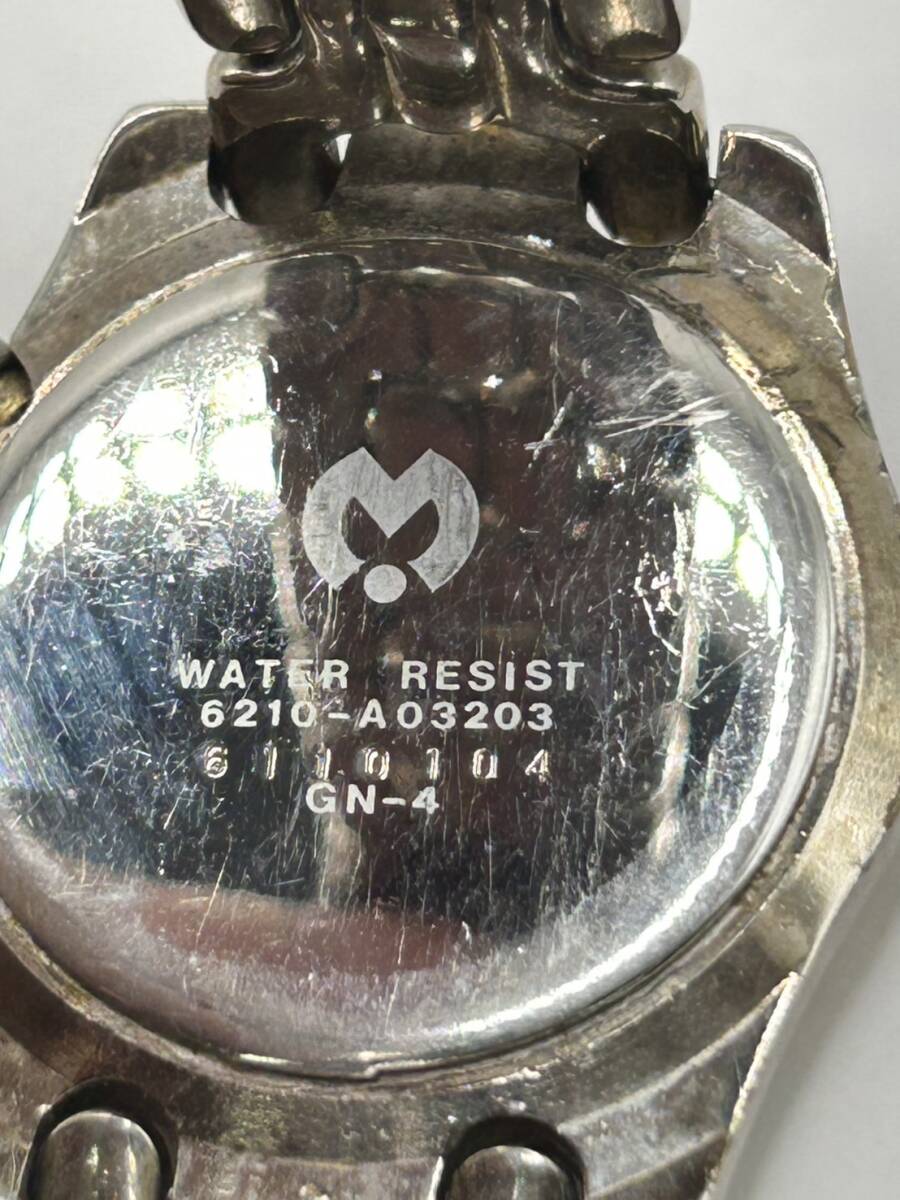 WATER RESIST
6210-A03203
6110104
GN-4